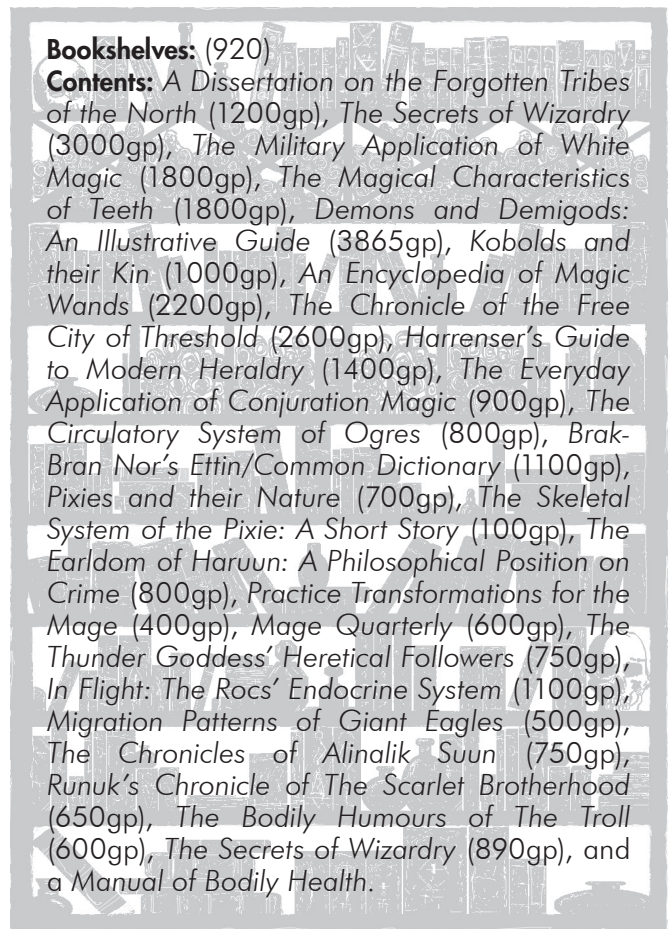 Bookshelves: (920)
Contents: A Dissertation on the Forgotten Tribes
of the North (1200gp), The Secrets of Wizardry
(3000gp), The Military Application of White
Magic (1800gp), The Magical Characteristics
of Teeth (1800gp), Demons and Demigods:
An Illustrative Guide (3865gp), Kobolds and
their Kin (1000gp), An Encyclopedia of Magic
Wands (2200gp), The Chronicle of the Free
City of Threshold (2600gp), Harrenser’s Guide
to Modern Heraldry (1400gp), The Everyday
Application of Conjuration Magic (900gp), The
Circulatory System of Ogres (800gp), Brak-
Bran Nor’s Ettin/Common Dictionary (1100gp),
Pixies and their Nature (700gp), The Skeletal
System of the Pixie: A Short Story (100gp), The
Earldom of Haruun: A Philosophical Position on
Crime (800gp), Practice Transformations for the
Mage (400gp), Mage Quarterly (600gp), The
Thunder Goddess’ Heretical Followers (750gp),
In Flight: The Rocs’ Endocrine System (1100gp),
Migration Patterns of Giant Eagles (500gp),
The Chronicles of Alinalik Suun (750gp),
Runuk’s Chronicle of The Scarlet Brotherhood
(650gp), The Bodily Humours of The Troll
(600gp), The Secrets of Wizardry (890gp), and
a Manual of Bodily Health.